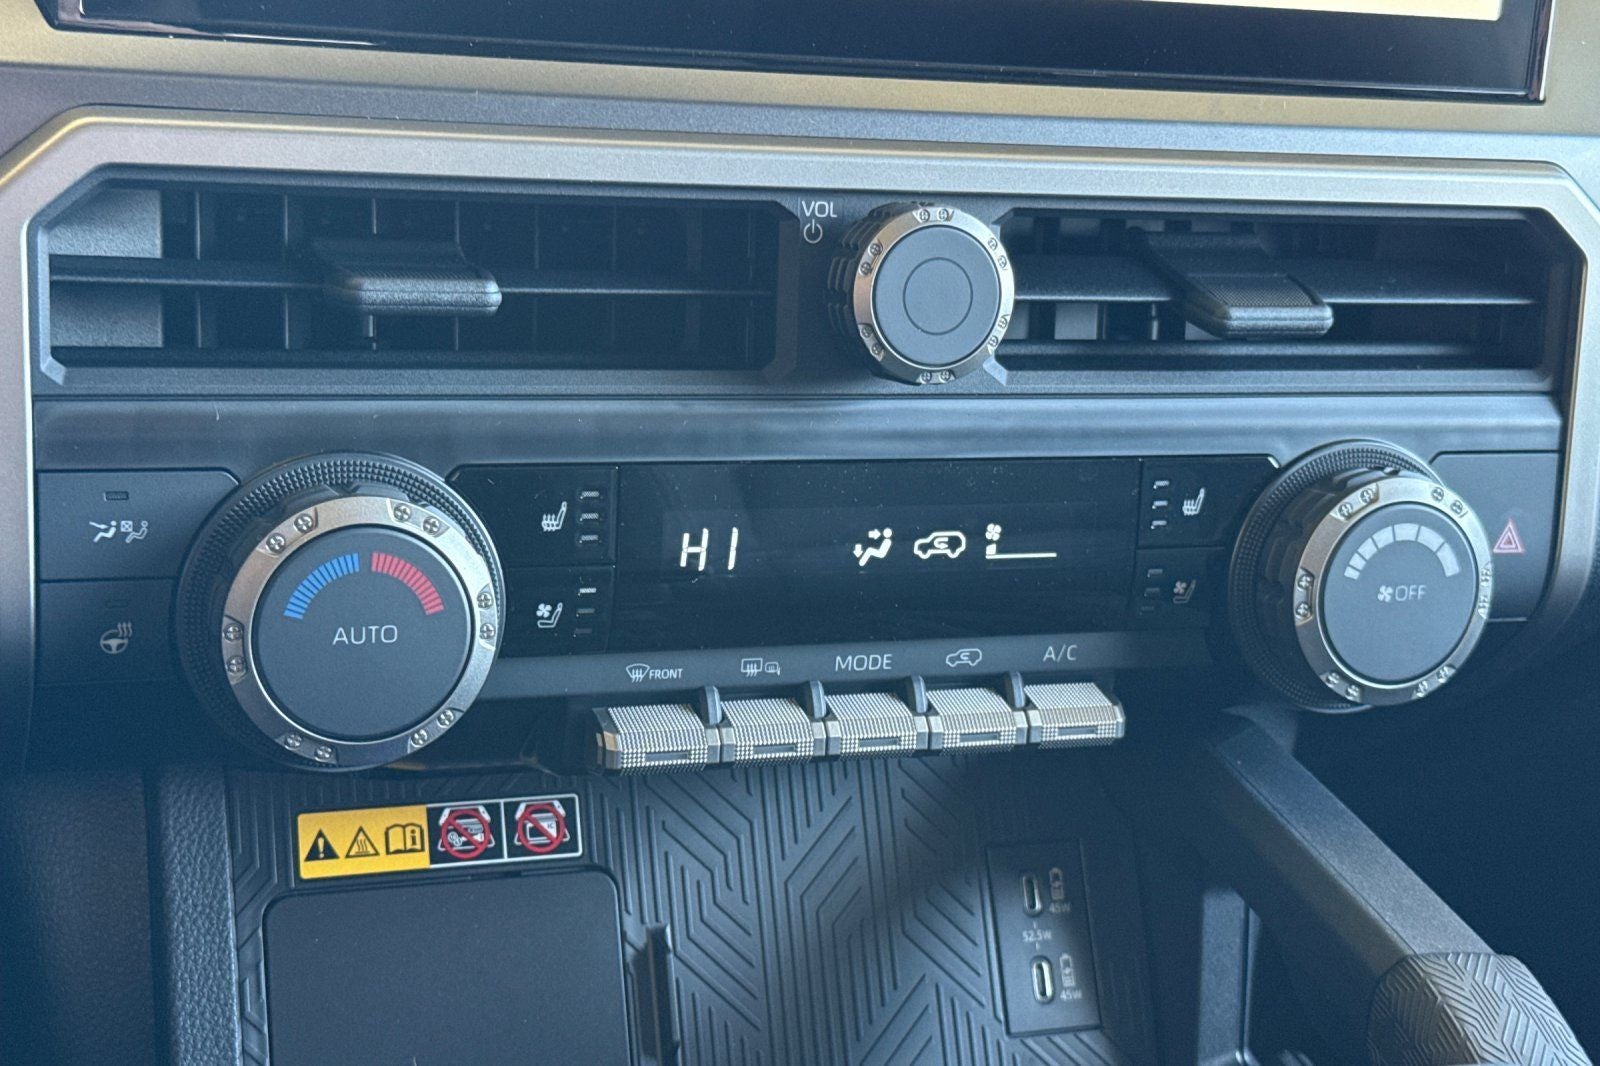 VOL
HI
AUTO
OFF
FRONT
MODE
A/C
45W
52.5W
45W